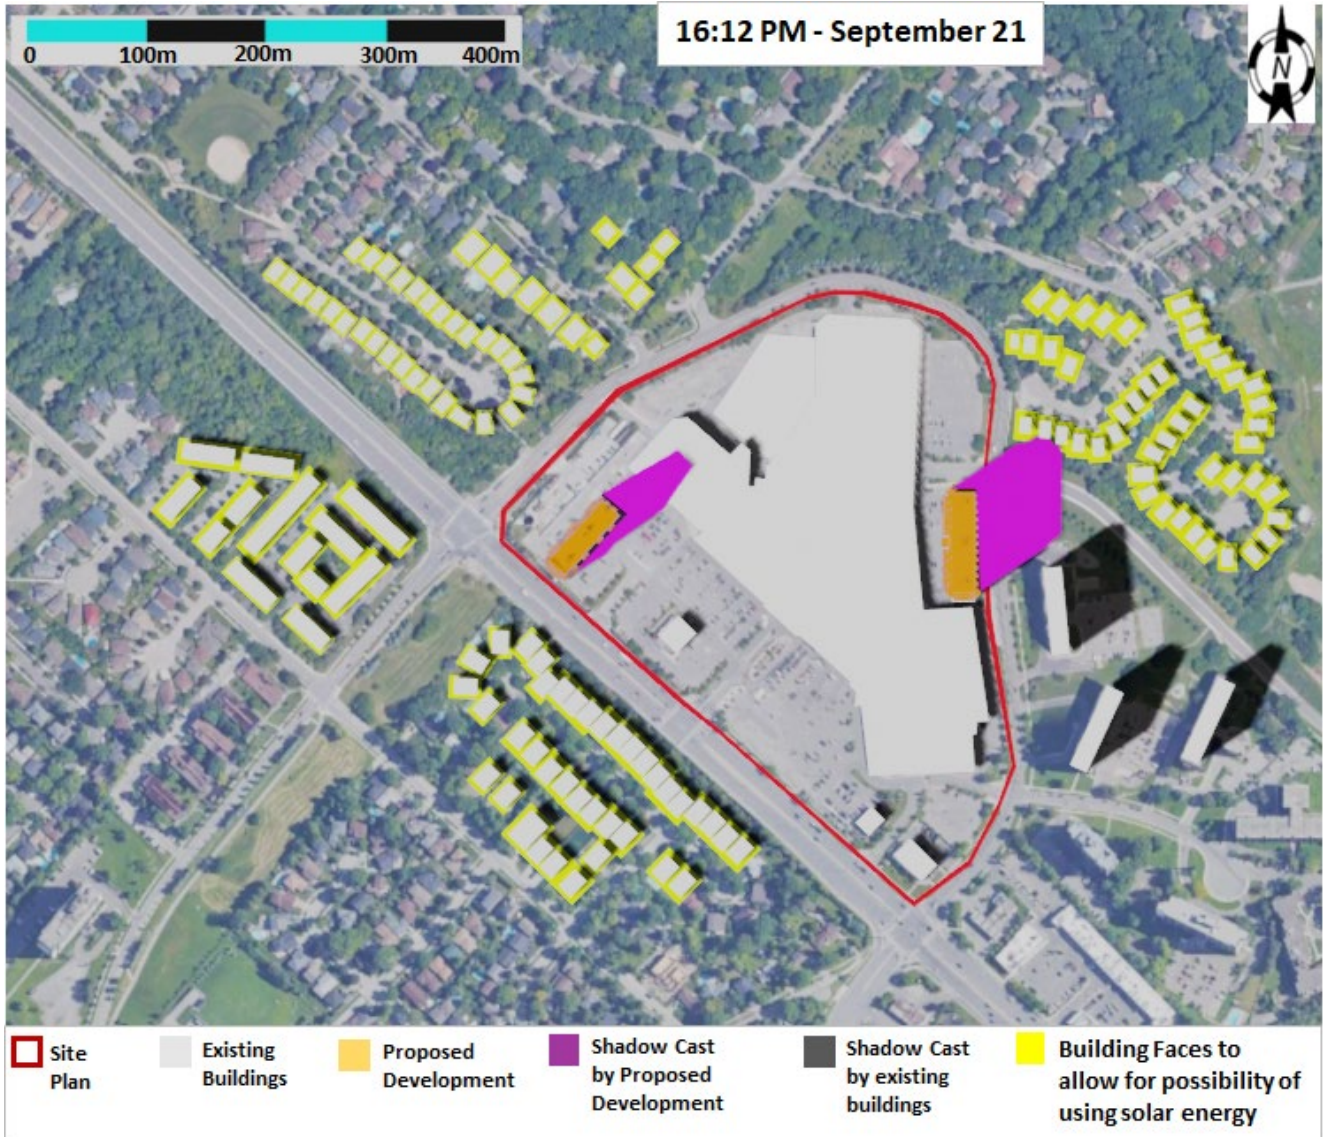 16:12 PM - September 21
N
0 100m 200m 300m 400m
Site
Plan
Existing
Buildings
Proposed
Development
Shadow Cast
by Proposed
Development
Shadow Cast
by existing
buildings
Building Faces to
allow for possibility of
using solar energy